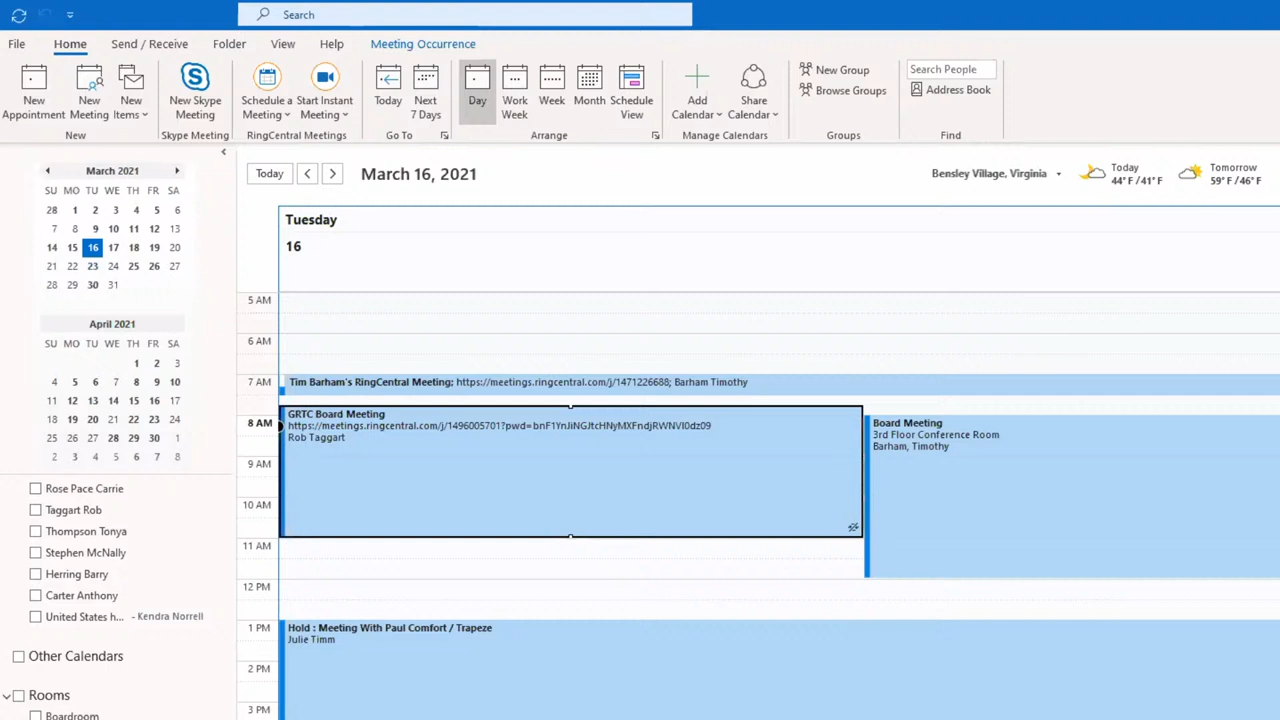 Search
File Home Send / Receive Folder View Help Meeting Occurrence
New Appointment
New Meeting
New Items
New
New Skype Meeting
Skype Meeting
Schedule a Meeting
Start Instant Meeting
RingCentral Meetings
Today
Next 7 Days
Go To
Day
Work Week
Week
Month
Schedule View
Arrange
Add Calendar
Share Calendar
Manage Calendars
New Group
Browse Groups
Groups
Search People
Address Book
Find
March 2021
SU MO TU WE TH FR SA
28 1 2 3 4 5 6
7 8 9 10 11 12 13
14 15 16 17 18 19 20
21 22 23 24 25 26 27
28 29 30 31
April 2021
SU MO TU WE TH FR SA
1 2 3
4 5 6 7 8 9 10
11 12 13 14 15 16 17
18 19 20 21 22 23 24
25 26 27 28 29 30 1
2 3 4 5 6 7 8
Rose Pace Carrie
Taggart Rob
Thompson Tonya
Stephen McNally
Herring Barry
Carter Anthony
United States h... - Kendra Norrell
Other Calendars
Rooms
Boardroom
Today
March 16, 2021
Bensley Village, Virginia
Today
44°F/41°F
Tomorrow
59°F/46°F
Tuesday
16
5 AM
6 AM
7 AM
Tim Barham's RingCentral Meeting; https://meetings.ringcentral.com/j/1471226688; Barham Timothy
8 AM
GRTC Board Meeting
https://meetings.ringcentral.com/j/1496005701?pwd=bnF1YnJiNGJtcHNyMXFndjRWNVI0dz09
Rob Taggart
Board Meeting
3rd Floor Conference Room
Barham, Timothy
9 AM
10 AM
11 AM
12 PM
1 PM
Hold : Meeting With Paul Comfort / Trapeze
Julie Timm
2 PM
3 PM